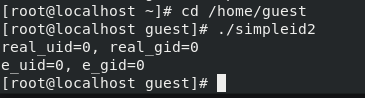 [root@localhost ~]# cd /home/guest
[root@localhost guest]# ./simpleid2
real_uid=0, real_gid=0
e_uid=0, e_gid=0
[root@localhost guest]#